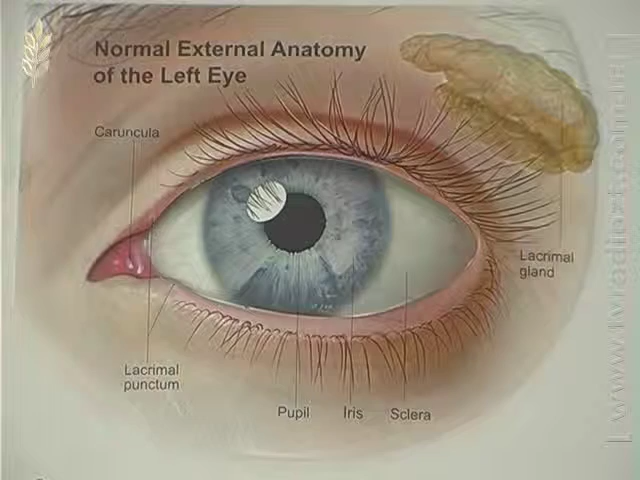 Normal External Anatomy
of the Left Eye
Caruncula
Lacrimal
gland
Lacrimal
punctum
Pupil
Iris
Sclera